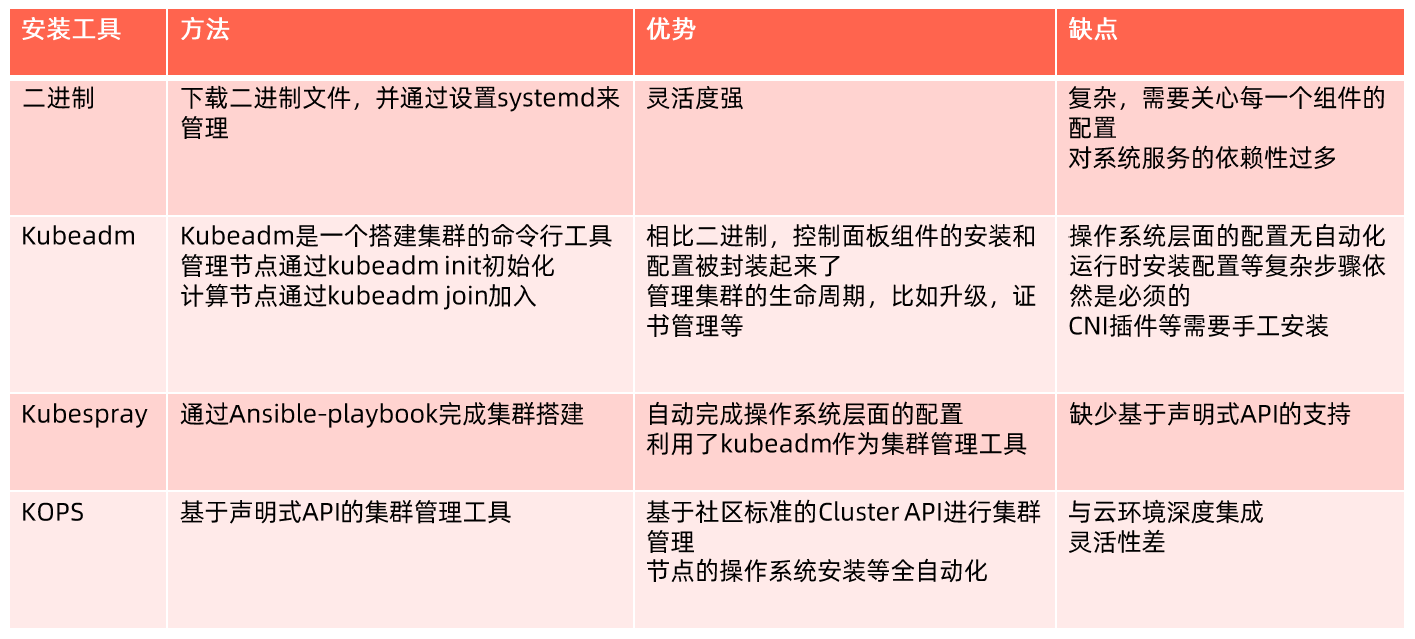 安装工具
方法
优势
缺点
二进制
下载二进制文件，并通过设置systemd来
管理
灵活度强
复杂，需要关心每一个组件的
配置
对系统服务的依赖性过多
Kubeadm
Kubeadm是一个搭建集群的命令行工具
管理节点通过kubeadm init初始化
计算节点通过kubeadm join加入
相比二进制，控制面板组件的安装和
配置被封装起来了
管理集群的生命周期，比如升级，证
书管理等
操作系统层面的配置无自动化
运行时安装配置等复杂步骤依
然是必须的
CNI插件等需要手工安装
Kubespray
通过Ansible-playbook完成集群搭建
自动完成操作系统层面的配置
利用了kubeadm作为集群管理工具
缺少基于声明式API的支持
KOPS
基于声明式API的集群管理工具
基于社区标准的Cluster API进行集群
管理
节点的操作系统安装等全自动化
与云环境深度集成
灵活性差